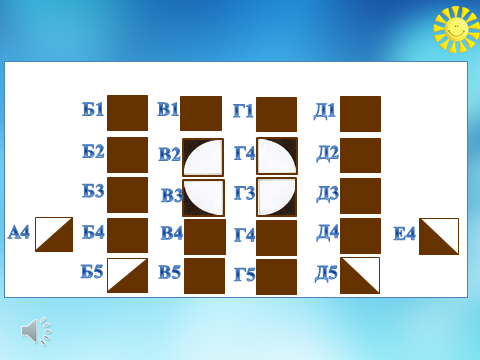 Б1 В1 Г1 Д1
Б2 В2 Г4 Д2
Б3 В3 Г3 Д3
А4 Б4 В4 Г4 Д4 Е4
Б5 В5 Г5 Д5